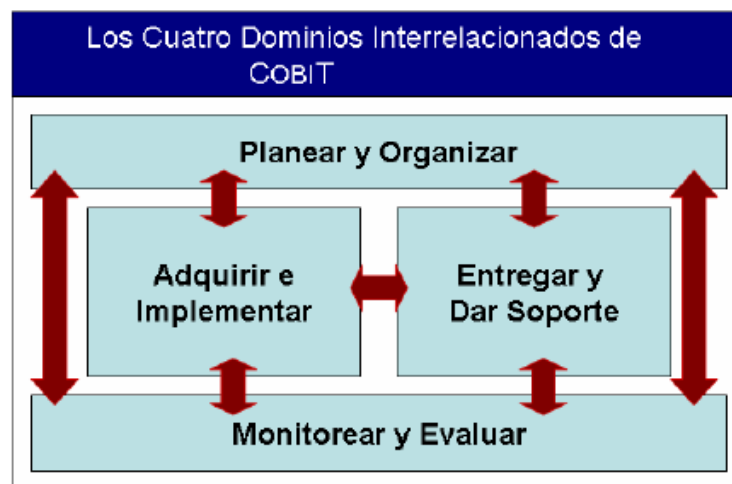 Los Cuatro Dominios Interrelacionados de
COBIT
Planear y Organizar
Adquirir e
Implementar
Entregar y
Dar Soporte
Monitorear y Evaluar